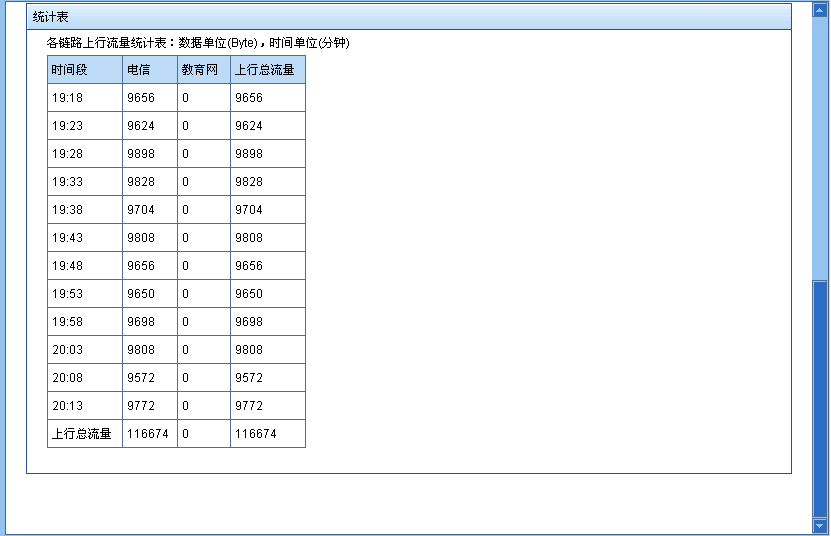 统计表
各链路上行流量统计表：数据单位(Byte)，时间单位(分钟)
时间段 电信 教育网 上行总流量
19:18 9656 0 9656
19:23 9624 0 9624
19:28 9898 0 9898
19:33 9828 0 9828
19:38 9704 0 9704
19:43 9808 0 9808
19:48 9656 0 9656
19:53 9650 0 9650
19:58 9698 0 9698
20:03 9808 0 9808
20:08 9572 0 9572
20:13 9772 0 9772
上行总流量 116674 0 116674